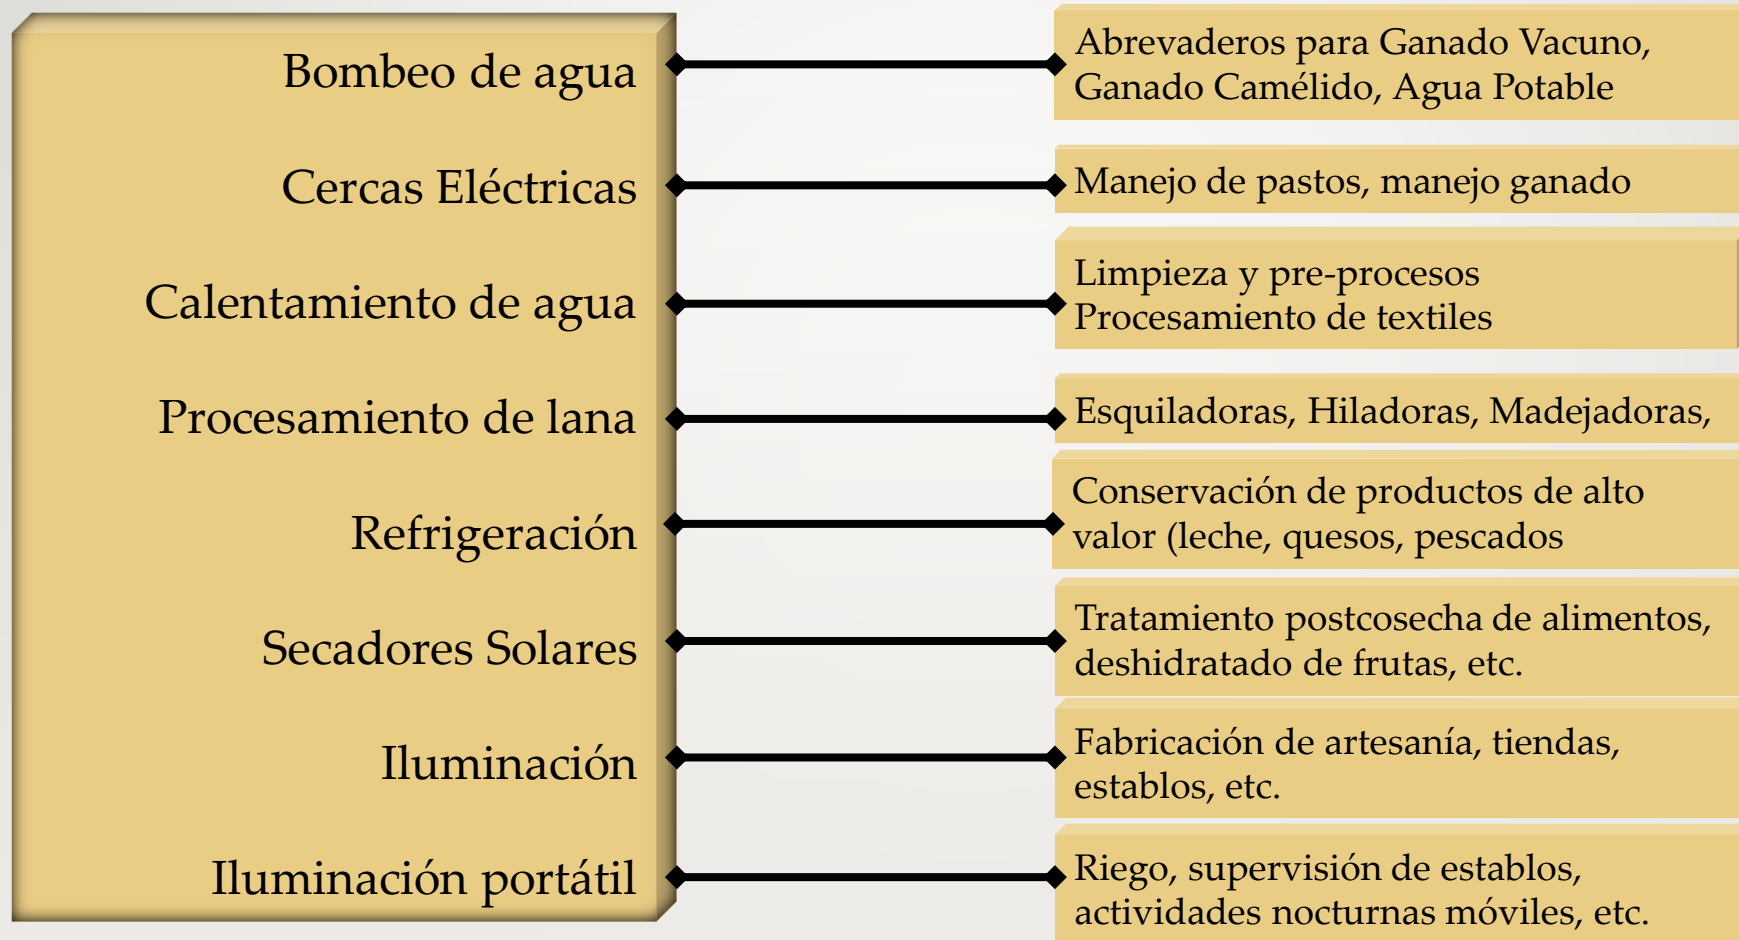 Bombeo de agua
Abrevaderos para Ganado Vacuno,
Ganado Camélido, Agua Potable
Cercas Eléctricas
Manejo de pastos, manejo ganado
Calentamiento de agua
Limpieza y pre-procesos
Procesamiento de textiles
Procesamiento de lana
Esquiladoras, Hiladoras, Madejadoras,
Refrigeración
Conservación de productos de alto
valor (leche, quesos, pescados
Secadores Solares
Tratamiento postcosecha de alimentos,
deshidratado de frutas, etc.
Iluminación
Fabricación de artesanía, tiendas,
establos, etc.
Iluminación portátil
Riego, supervisión de establos,
actividades nocturnas móviles, etc.